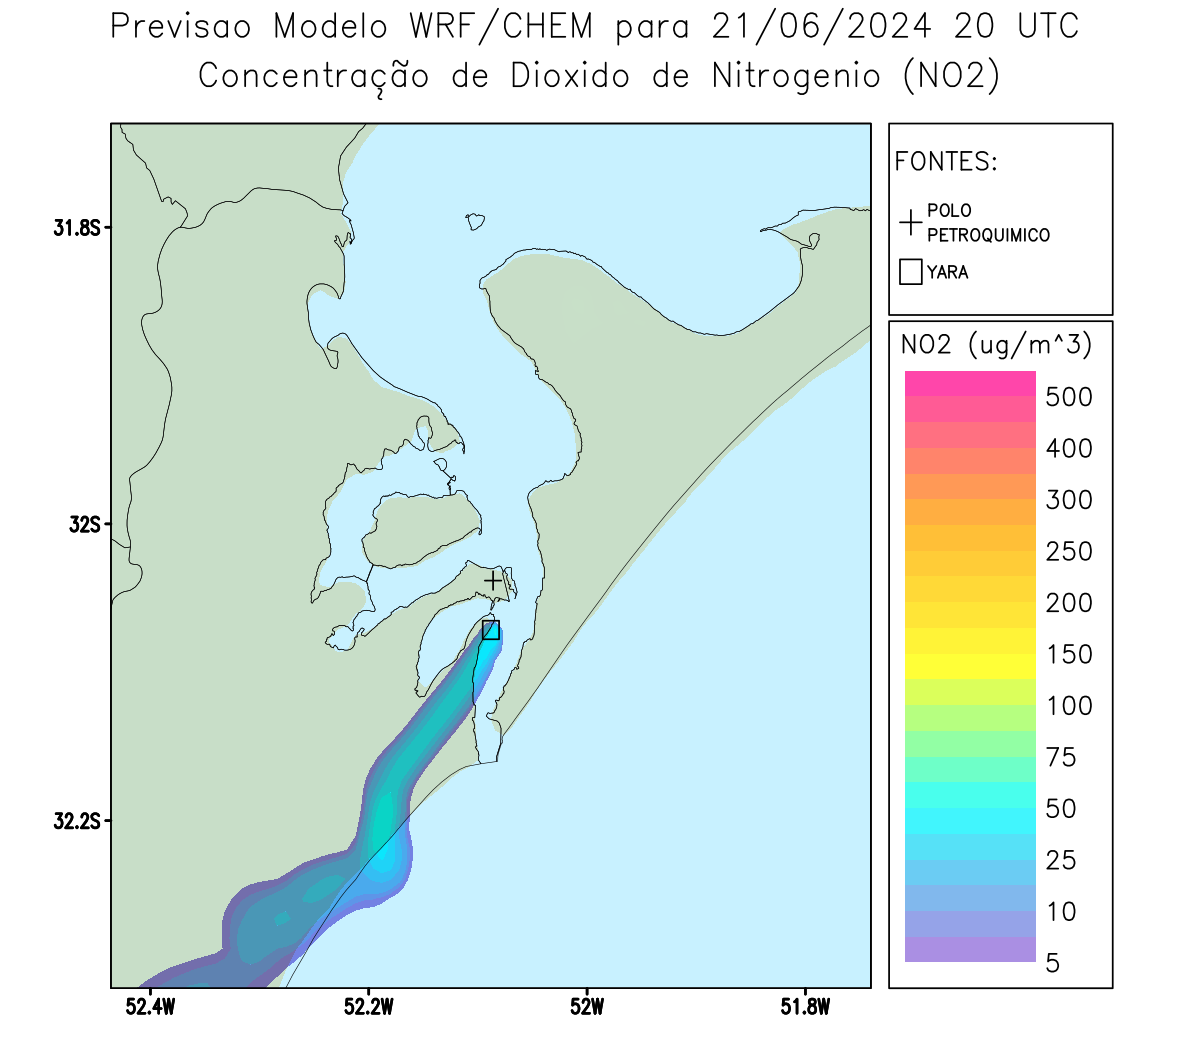 Previsao Modelo WRF/CHEM para 21/06/2024 20 UTC
Concentração de Dioxido de Nitrogenio (NO2)
FONTES:
POLO
PETROQUIMICO
YARA
31.8S
32S
32.2S
52.4W
52.2W
52W
51.8W
NO2 (ug/m^3)
500
400
300
250
200
150
100
75
50
25
10
5